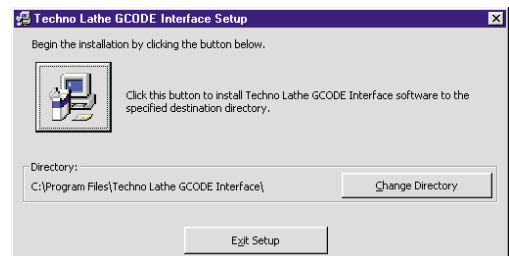 Techno Lathe GCODE Interface Setup
Begin the installation by clicking the button below.
Click this button to install Techno Lathe GCODE Interface software to the
specified destination directory.
Directory:
C:\Program Files\Techno Lathe GCODE Interface\
Change Directory
Exit Setup